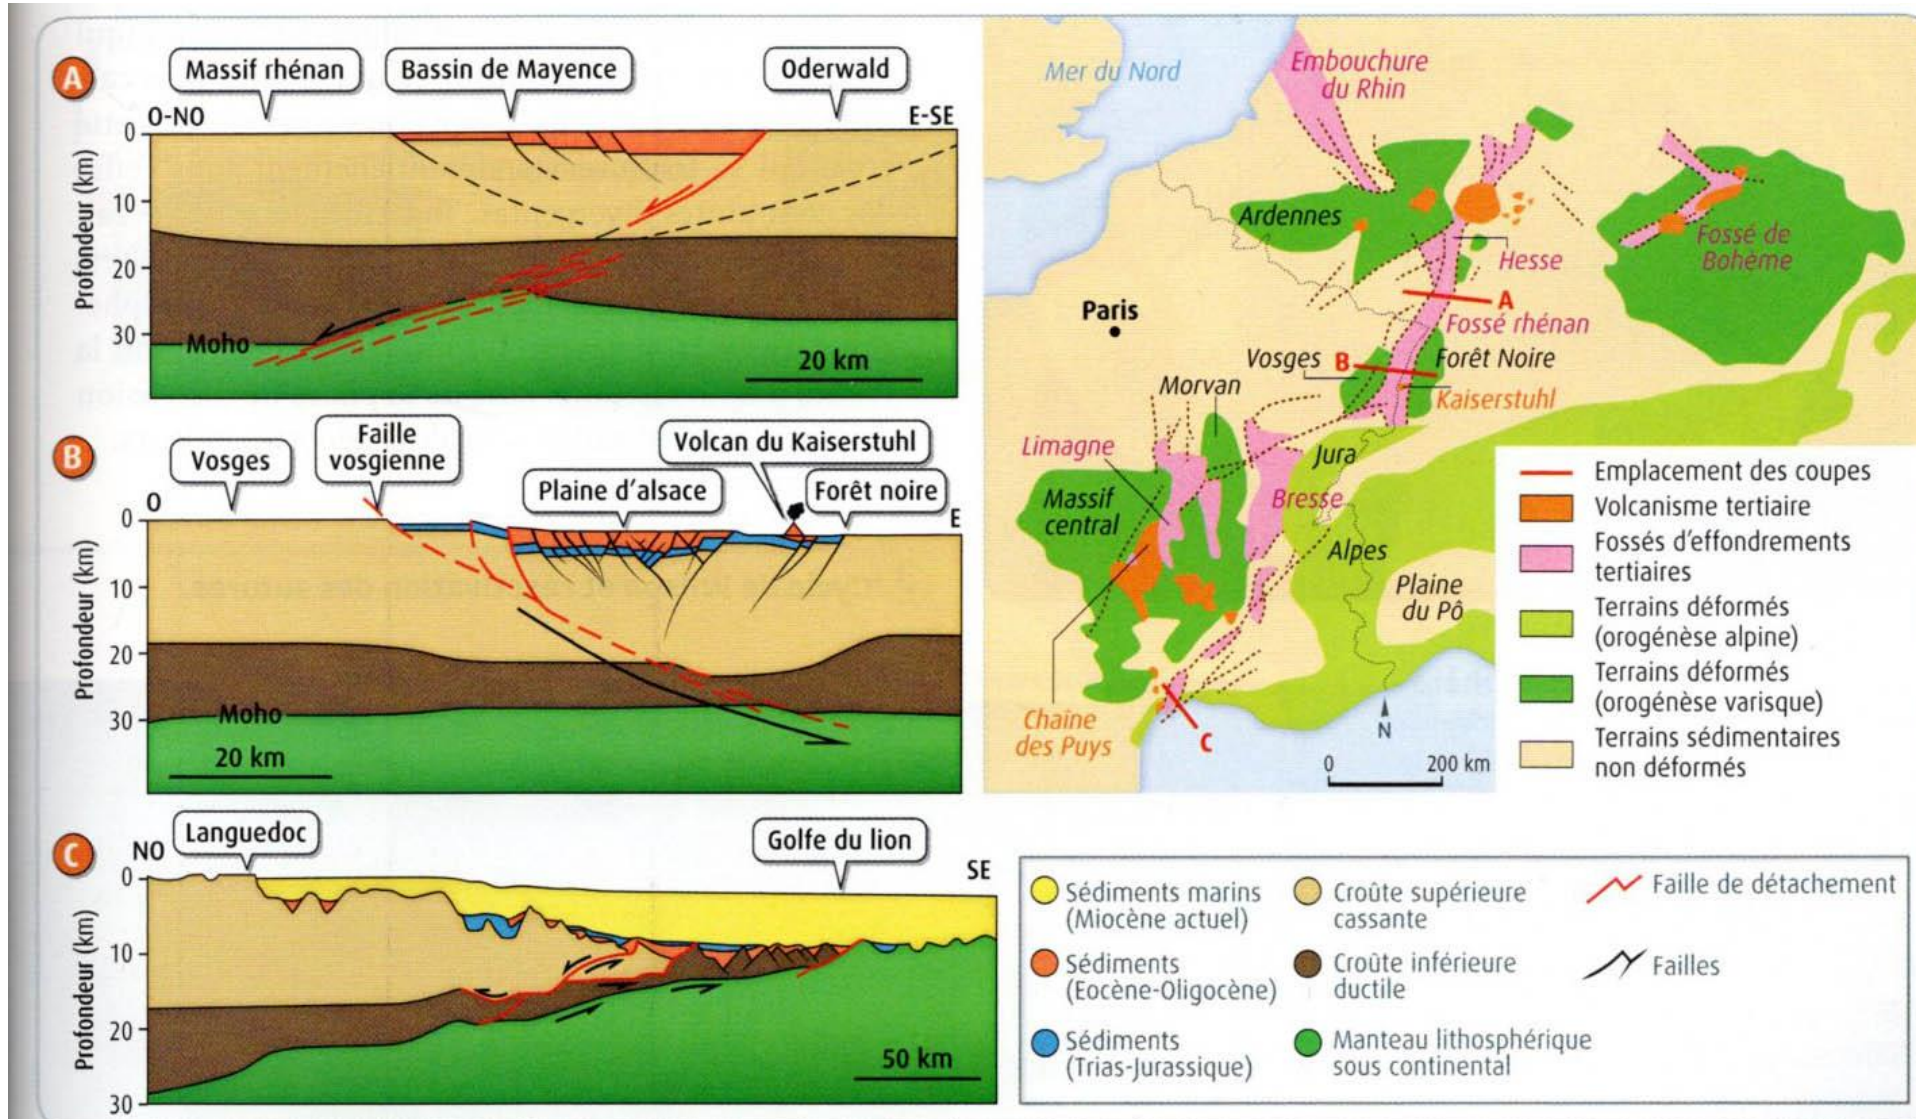 A
Massif rhénan
Bassin de Mayence
Oderwald
O-NO
E-SE
Profondeur (km)
0
10
20
30
Moho
20 km
B
Vosges
Faille
vosgienne
Plaine d'alsace
Volcan du Kaiserstuhl
Forêt noire
O
E
Profondeur (km)
0
10
20
30
Moho
20 km
C
Languedoc
Golfe du lion
NO
SE
Profondeur (km)
0
10
20
30
50 km
Mer du Nord
Embouchure
du Rhin
Ardennes
Hesse
Fossé de
Bohème
Paris
A
Fossé rhénan
Vosges
B
Forêt Noire
Morvan
Kaiserstuhl
Limagne
Jura
Massif
central
Bresse
Alpes
Plaine
du Pô
Chaîne
des Puys
C
N
0
200 km
Emplacement des coupes
Volcanisme tertiaire
Fossés d'effondrements
tertiaires
Terrains déformés
(orogénèse alpine)
Terrains déformés
(orogénèse varisque)
Terrains sédimentaires
non déformés
Sédiments marins
(Miocène actuel)
Sédiments
(Eocène-Oligocène)
Sédiments
(Trias-Jurassique)
Croûte supérieure
cassante
Croûte inférieure
ductile
Manteau lithosphérique
sous continental
Faille de détachement
Failles